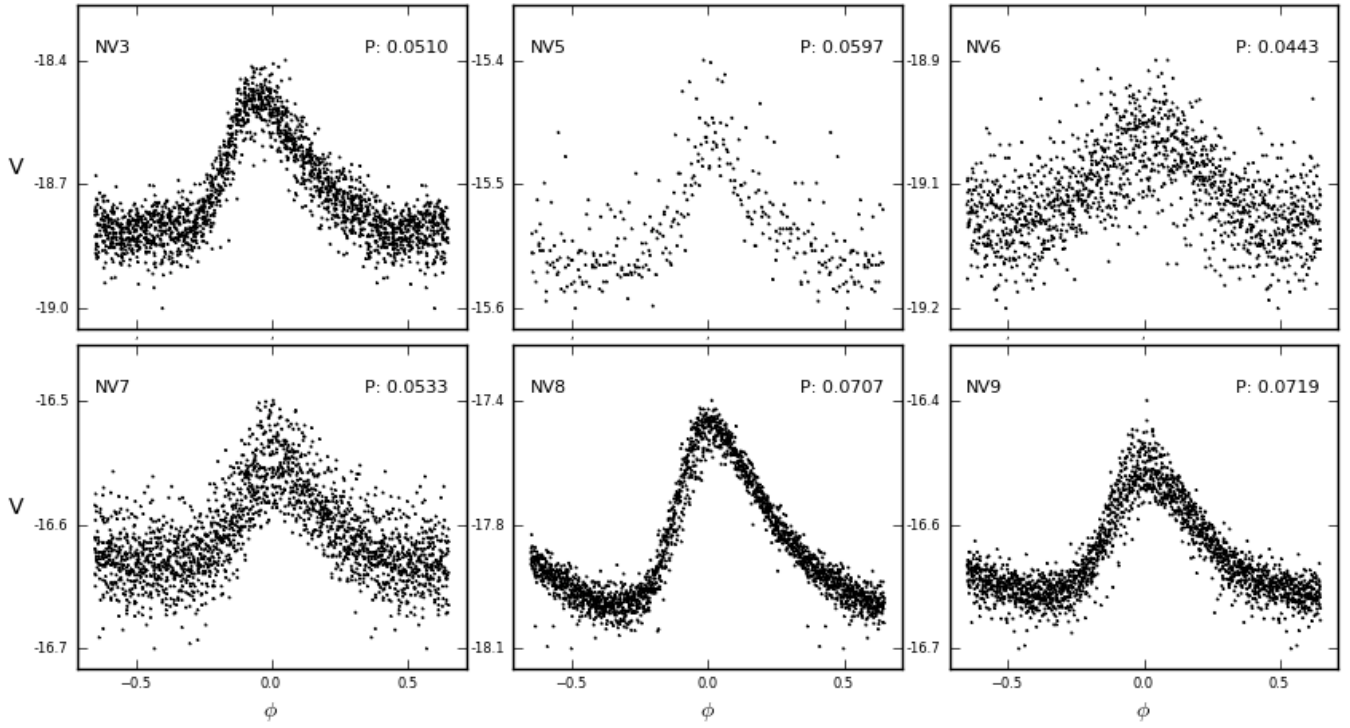 NV3 P: 0.0510
-18.4
-18.7
-19.0
V
NV5 P: 0.0597
-15.4
-15.5
-15.6
NV6 P: 0.0443
-18.9
-19.1
-19.2
−0.5 0.0 0.5
ϕ
NV7 P: 0.0533
-16.5
-16.6
-16.7
V
−0.5 0.0 0.5
ϕ
NV8 P: 0.0707
-17.4
-17.8
-18.1
−0.5 0.0 0.5
ϕ
NV9 P: 0.0719
-16.4
-16.6
-16.7